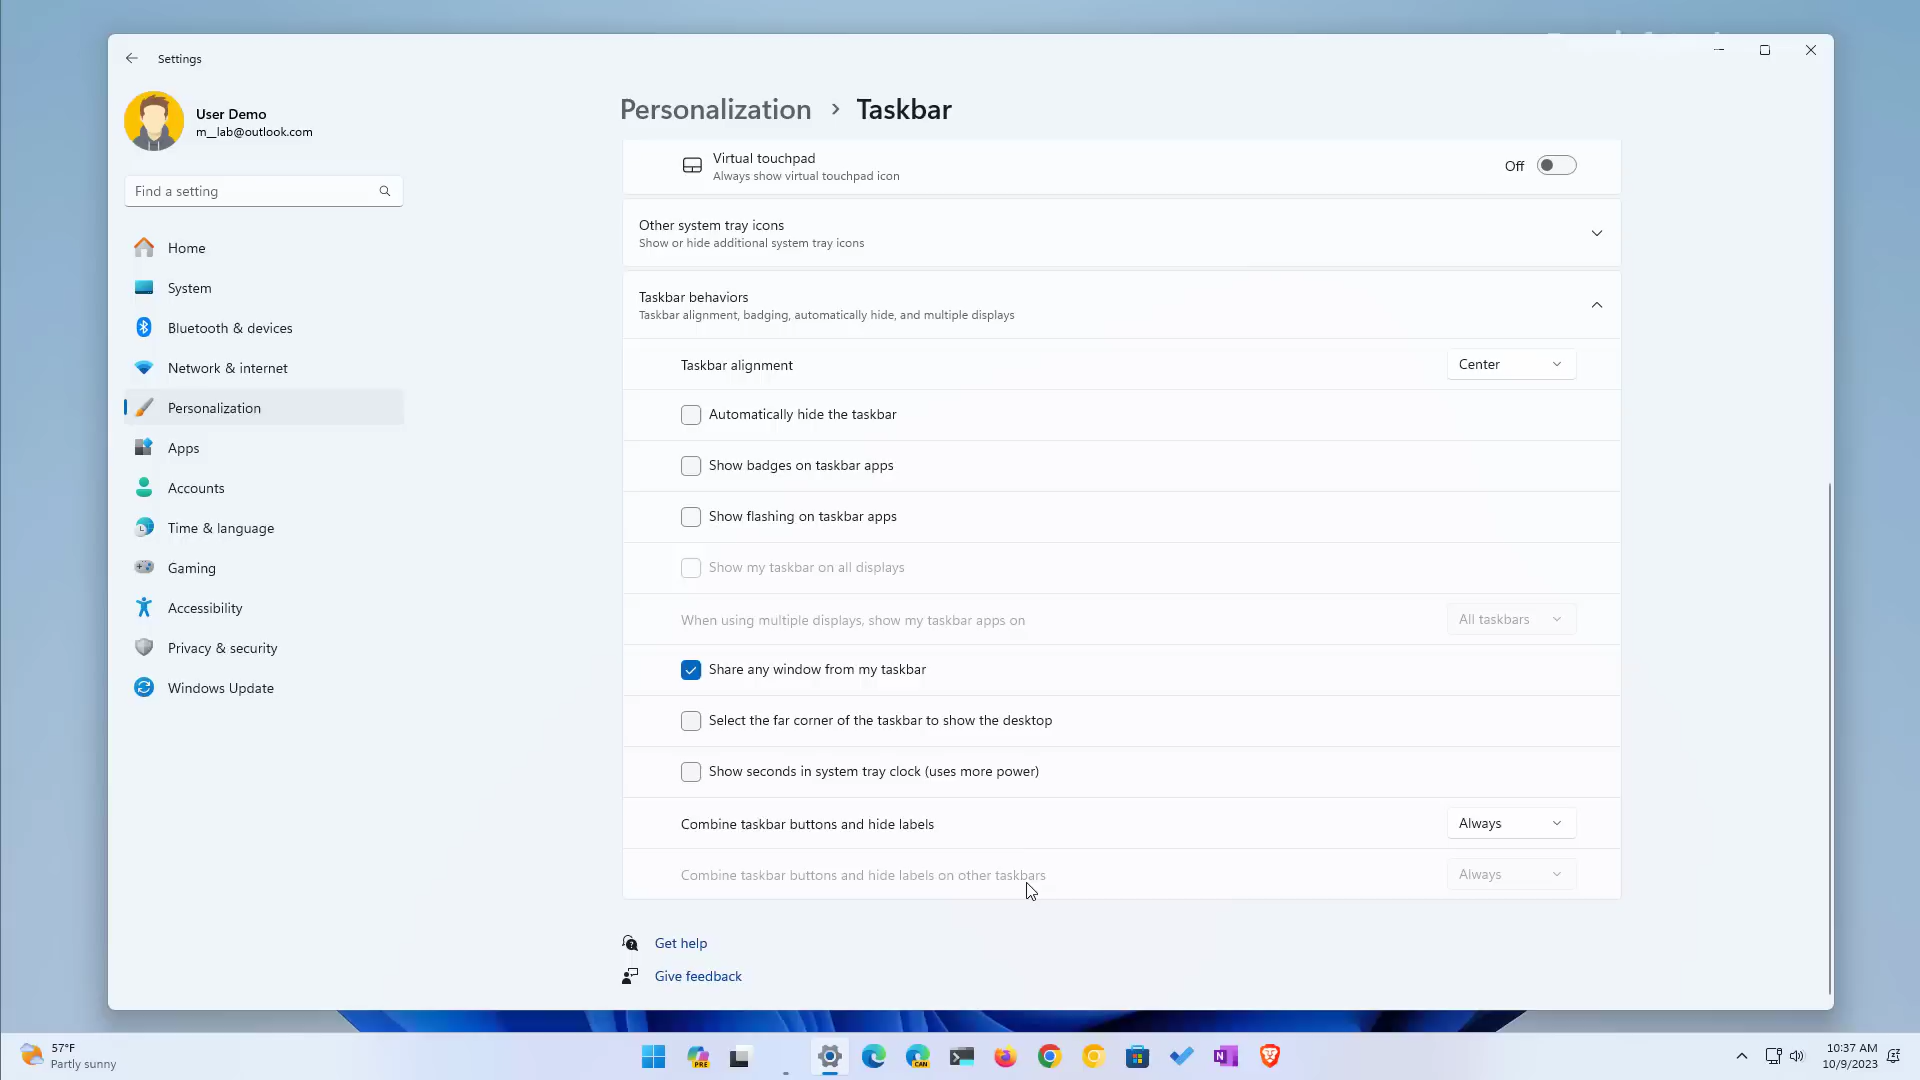 Settings
User Demo
m__lab@outlook.com
Find a setting
Home
System
Bluetooth & devices
Network & internet
Personalization
Apps
Accounts
Time & language
Gaming
Accessibility
Privacy & security
Windows Update
Personalization › Taskbar
Virtual touchpad
Always show virtual touchpad icon
Off
Other system tray icons
Show or hide additional system tray icons
Taskbar behaviors
Taskbar alignment, badging, automatically hide, and multiple displays
Taskbar alignment Center
Automatically hide the taskbar
Show badges on taskbar apps
Show flashing on taskbar apps
Show my taskbar on all displays
When using multiple displays, show my taskbar apps on All taskbars
Share any window from my taskbar
Select the far corner of the taskbar to show the desktop
Show seconds in system tray clock (uses more power)
Combine taskbar buttons and hide labels Always
Combine taskbar buttons and hide labels on other taskbars Always
Get help
Give feedback
57°F
Partly sunny
PRE
CAN
N
10:37 AM
10/9/2023